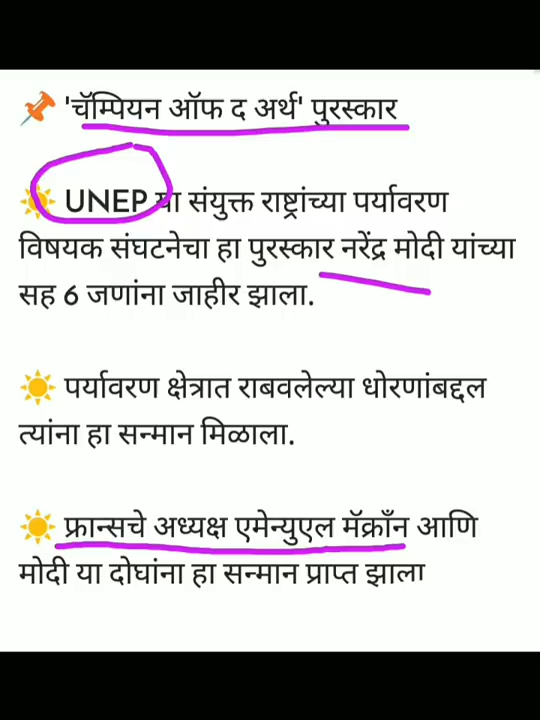 'चॅम्पियन ऑफ द अर्थ' पुरस्कार
UNEP या संयुक्त राष्ट्रांच्या पर्यावरण
विषयक संघटनेचा हा पुरस्कार नरेंद्र मोदी यांच्या
सह 6 जणांना जाहीर झाला.
पर्यावरण क्षेत्रात राबवलेल्या धोरणांबद्दल
त्यांना हा सन्मान मिळाला.
फ्रान्सचे अध्यक्ष एमेन्युएल मॅक्रॉंन आणि
मोदी या दोघांना हा सन्मान प्राप्त झाला